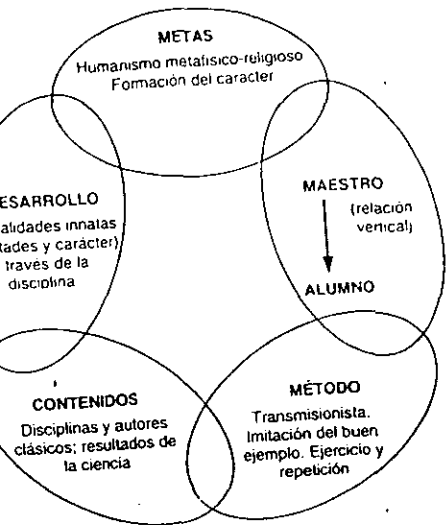 METAS
Humanismo metafísico-religioso
Formación del caracter
MAESTRO
(relación
vertical)
ALUMNO
MÉTODO
Transmisionista.
Imitación del buen
ejemplo. Ejercicio y
repetición
CONTENIDOS
Disciplinas y autores
clásicos; resultados de
la ciencia
ESARROLLO
alidades innatas
tades y carácter)
través de la
disciplina